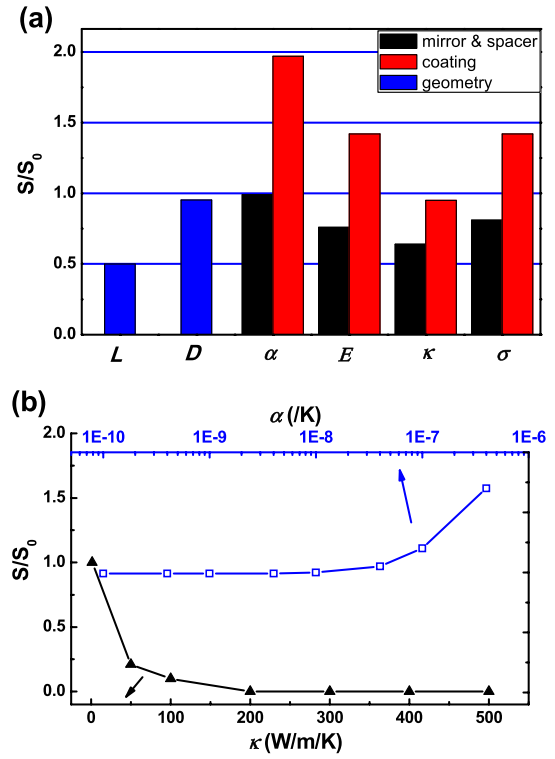 (a)
2.0
1.5
1.0
0.5
0.0
S/S0
mirror & spacer
coating
geometry
L D α E κ σ
(b)
α (/K)
1E-10 1E-9 1E-8 1E-7 1E-6
2.0
1.5
1.0
0.5
0.0
S/S0
0 100 200 300 400 500
κ (W/m/K)